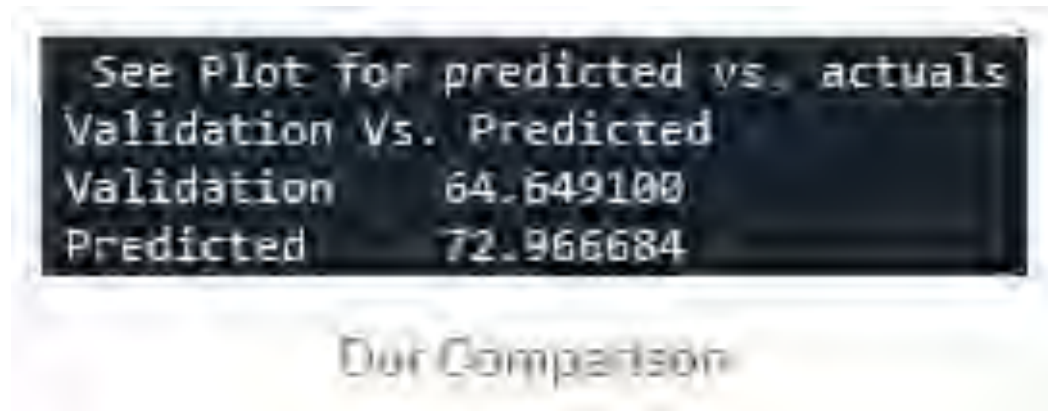 See Plot for predicted vs. actuals
Validation Vs. Predicted
Validation 64.649100
Predicted 72.966684
Our Comparison